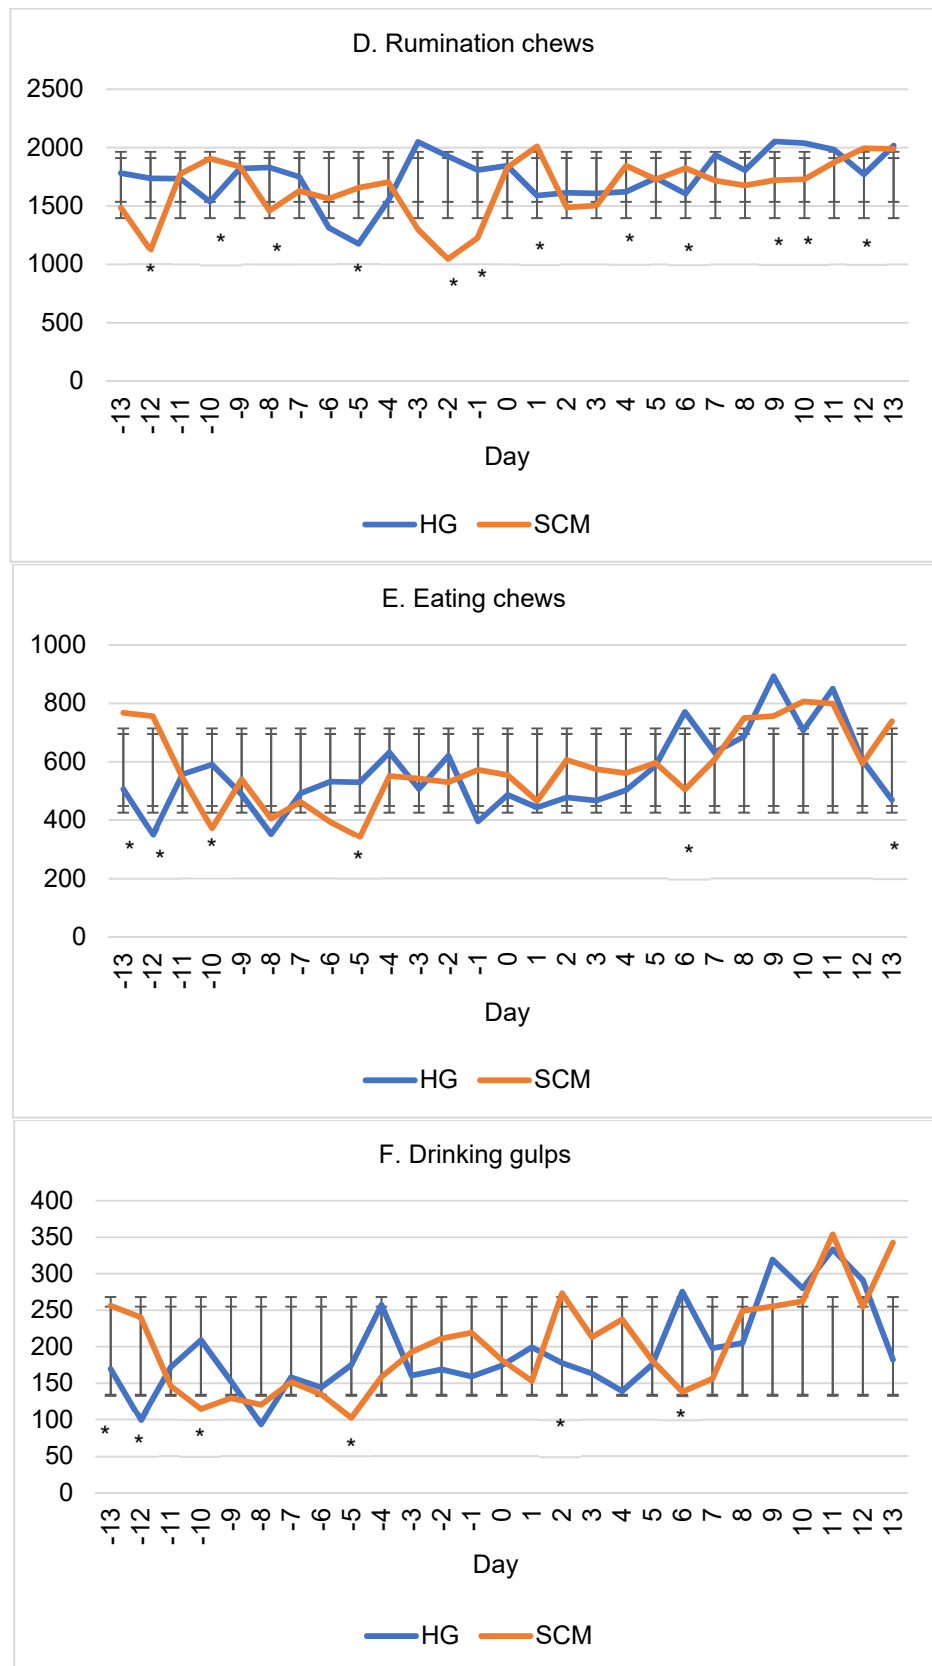 D. Rumination chews
2500
2000
1500
1000
500
0
* * * * * * * * * * * *
-13 -12 -11 -10 -9 -8 -7 -6 -5 -4 -3 -2 -1 0 1 2 3 4 5 6 7 8 9 10 11 12 13
Day
HG SCM
E. Eating chews
1000
800
600
400
200
0
* * * * * *
-13 -12 -11 -10 -9 -8 -7 -6 -5 -4 -3 -2 -1 0 1 2 3 4 5 6 7 8 9 10 11 12 13
Day
HG SCM
F. Drinking gulps
400
350
300
250
200
150
100
50
0
* * * * * *
-13 -12 -11 -10 -9 -8 -7 -6 -5 -4 -3 -2 -1 0 1 2 3 4 5 6 7 8 9 10 11 12 13
Day
HG SCM